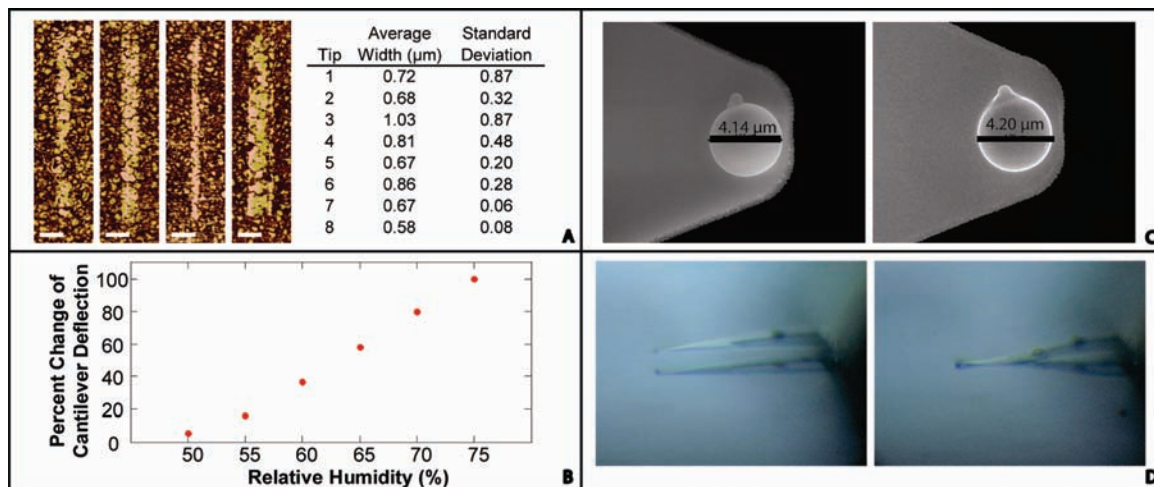 Average Standard
Tip Width (μm) Deviation
1 0.72 0.87
2 0.68 0.32
3 1.03 0.87
4 0.81 0.48
5 0.67 0.20
6 0.86 0.28
7 0.67 0.06
8 0.58 0.08
A
4.14 μm
4.20 μm
C
Percent Change of
Cantilever Deflection
100
80
60
40
20
0
50 55 60 65 70 75
Relative Humidity (%)
B
D